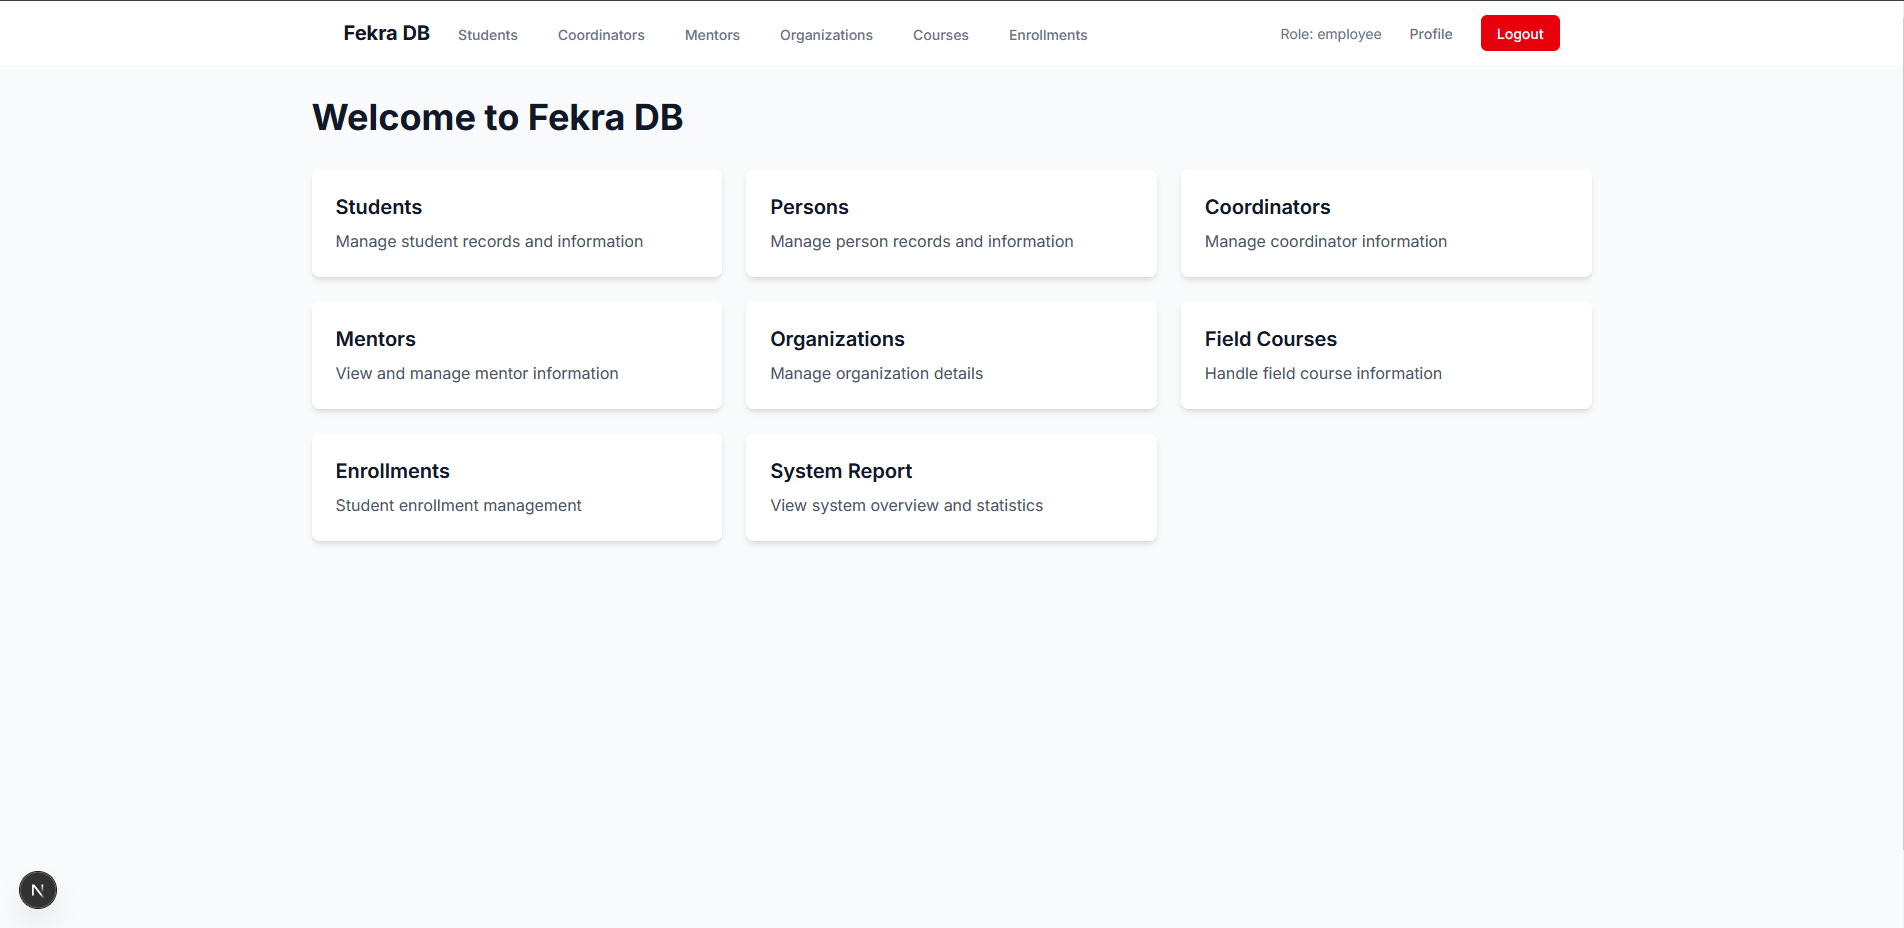 Fekra DB Students Coordinators Mentors Organizations Courses Enrollments Role: employee Profile Logout
Welcome to Fekra DB
Students
Manage student records and information
Persons
Manage person records and information
Coordinators
Manage coordinator information
Mentors
View and manage mentor information
Organizations
Manage organization details
Field Courses
Handle field course information
Enrollments
Student enrollment management
System Report
View system overview and statistics
N